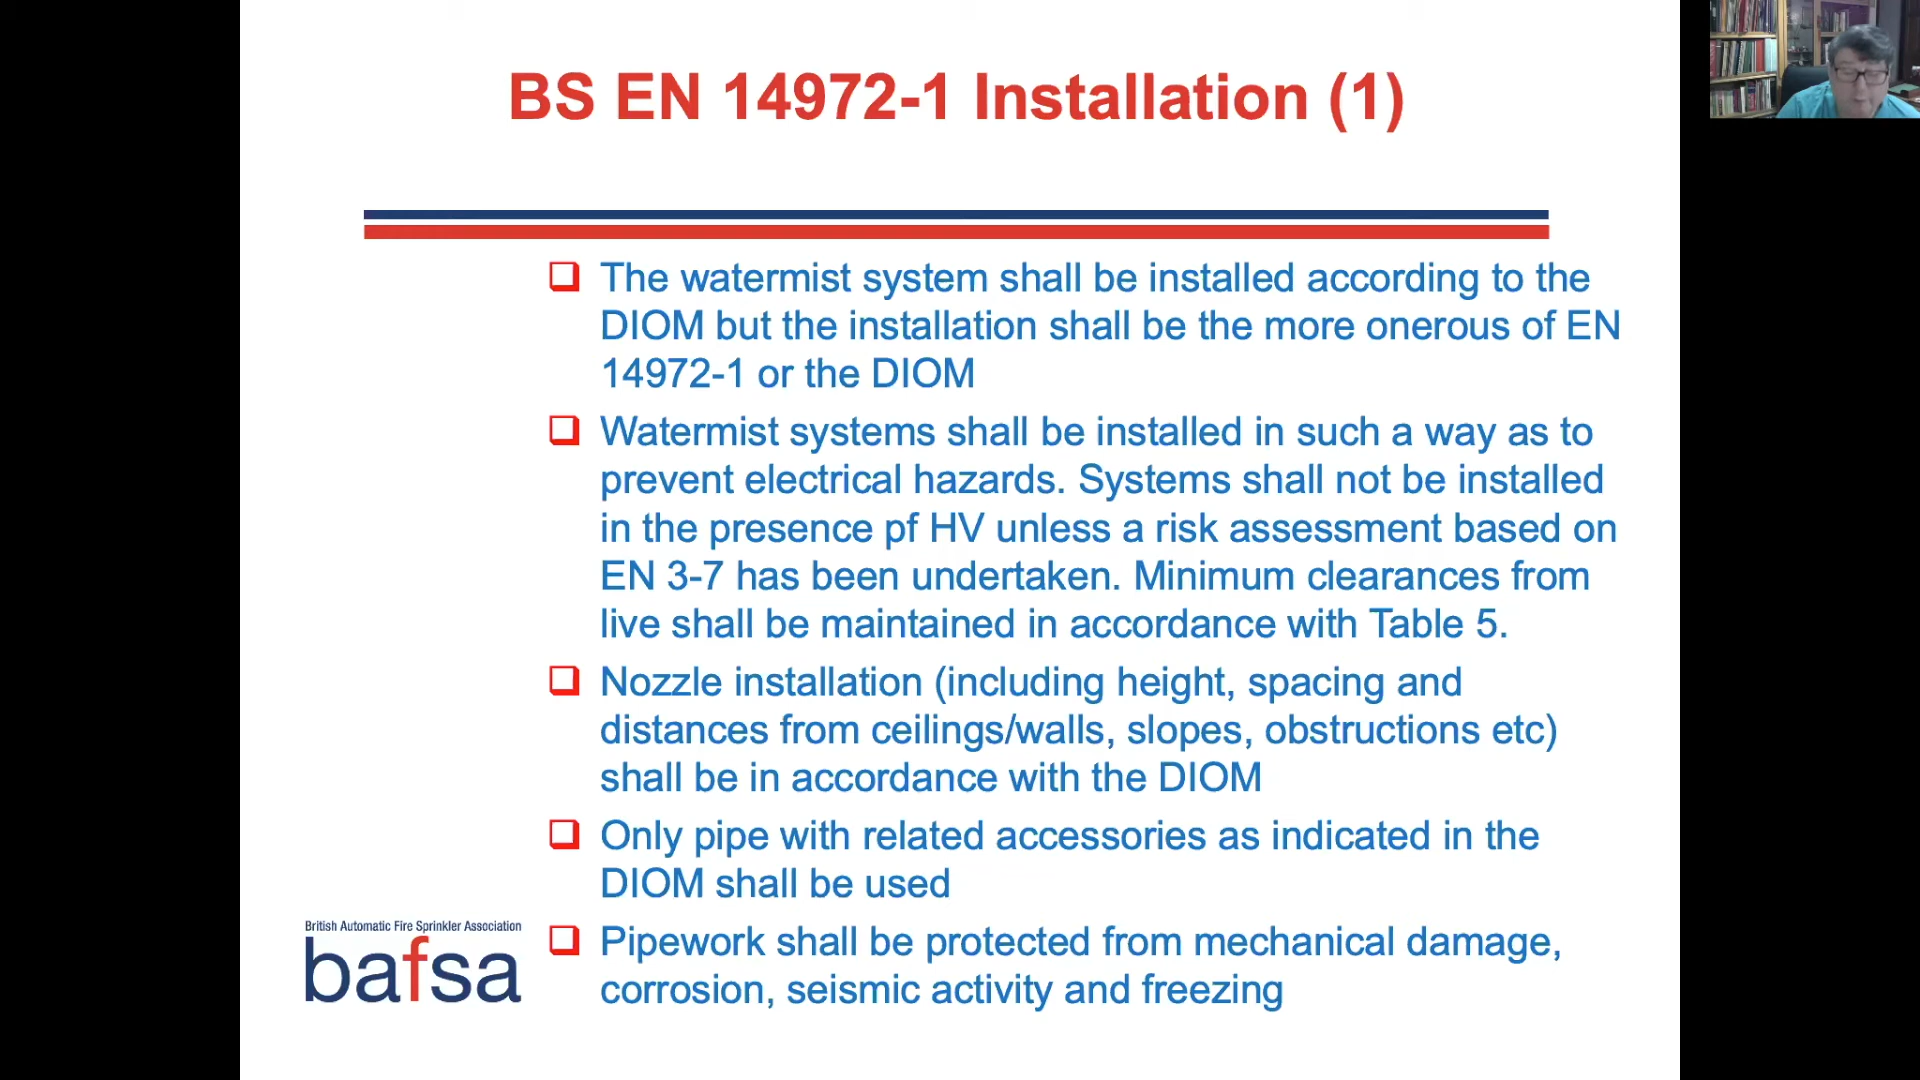 BS EN 14972-1 Installation (1)
The watermist system shall be installed according to the
DIOM but the installation shall be the more onerous of EN
14972-1 or the DIOM
Watermist systems shall be installed in such a way as to
prevent electrical hazards. Systems shall not be installed
in the presence pf HV unless a risk assessment based on
EN 3-7 has been undertaken. Minimum clearances from
live shall be maintained in accordance with Table 5.
Nozzle installation (including height, spacing and
distances from ceilings/walls, slopes, obstructions etc)
shall be in accordance with the DIOM
Only pipe with related accessories as indicated in the
DIOM shall be used
Pipework shall be protected from mechanical damage,
corrosion, seismic activity and freezing
British Automatic Fire Sprinkler Association
bafsa